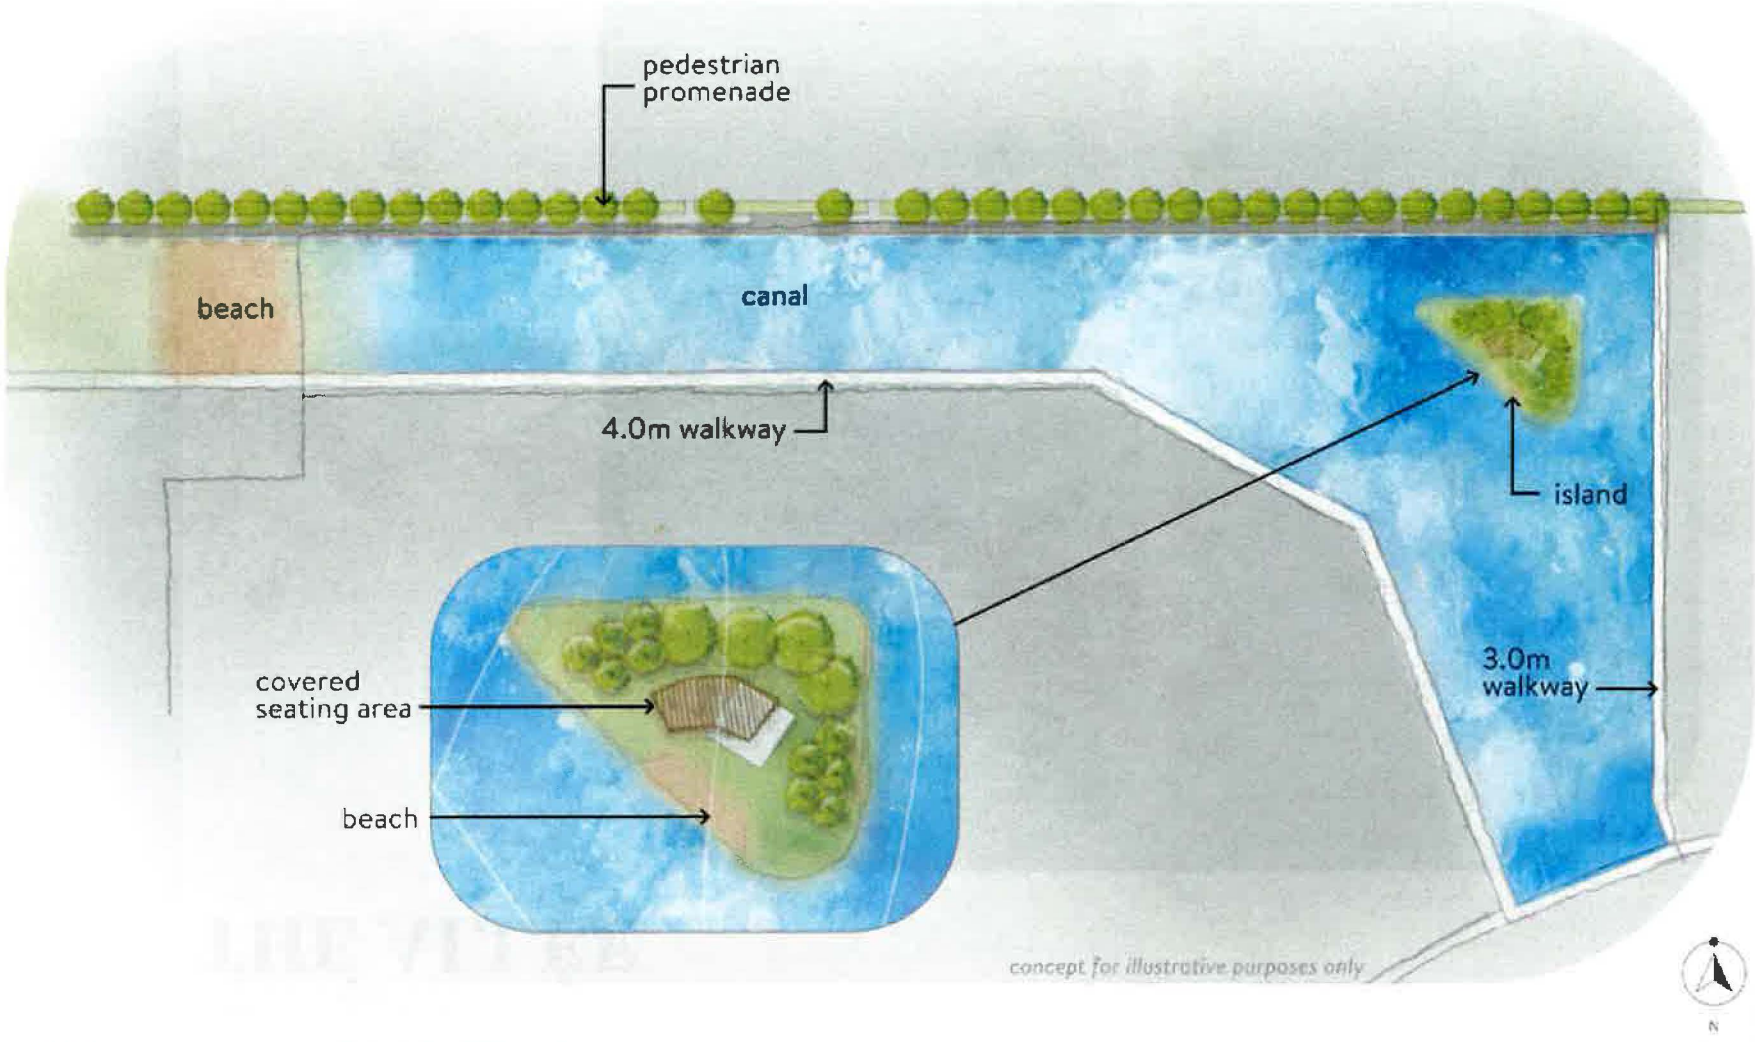 pedestrian
promenade
beach
canal
4.0m walkway
island
3.0m
walkway
covered
seating area
beach
concept for illustrative purposes only
N